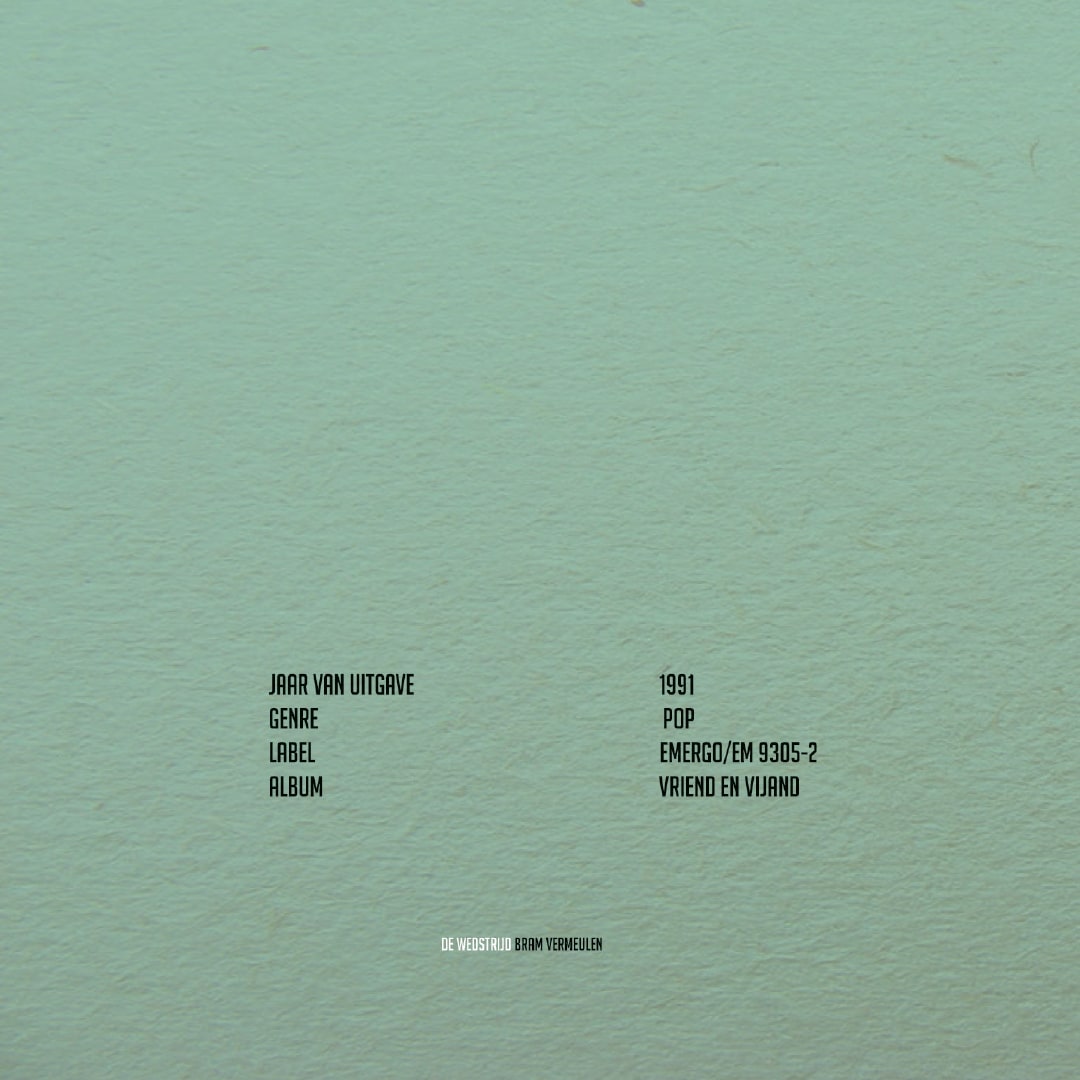 JAAR VAN UITGAVE 1991
GENRE POP
LABEL EMERGO/EM 9305-2
ALBUM VRIEND EN VIJAND
DE WEDSTRIJD BRAM VERMEULEN